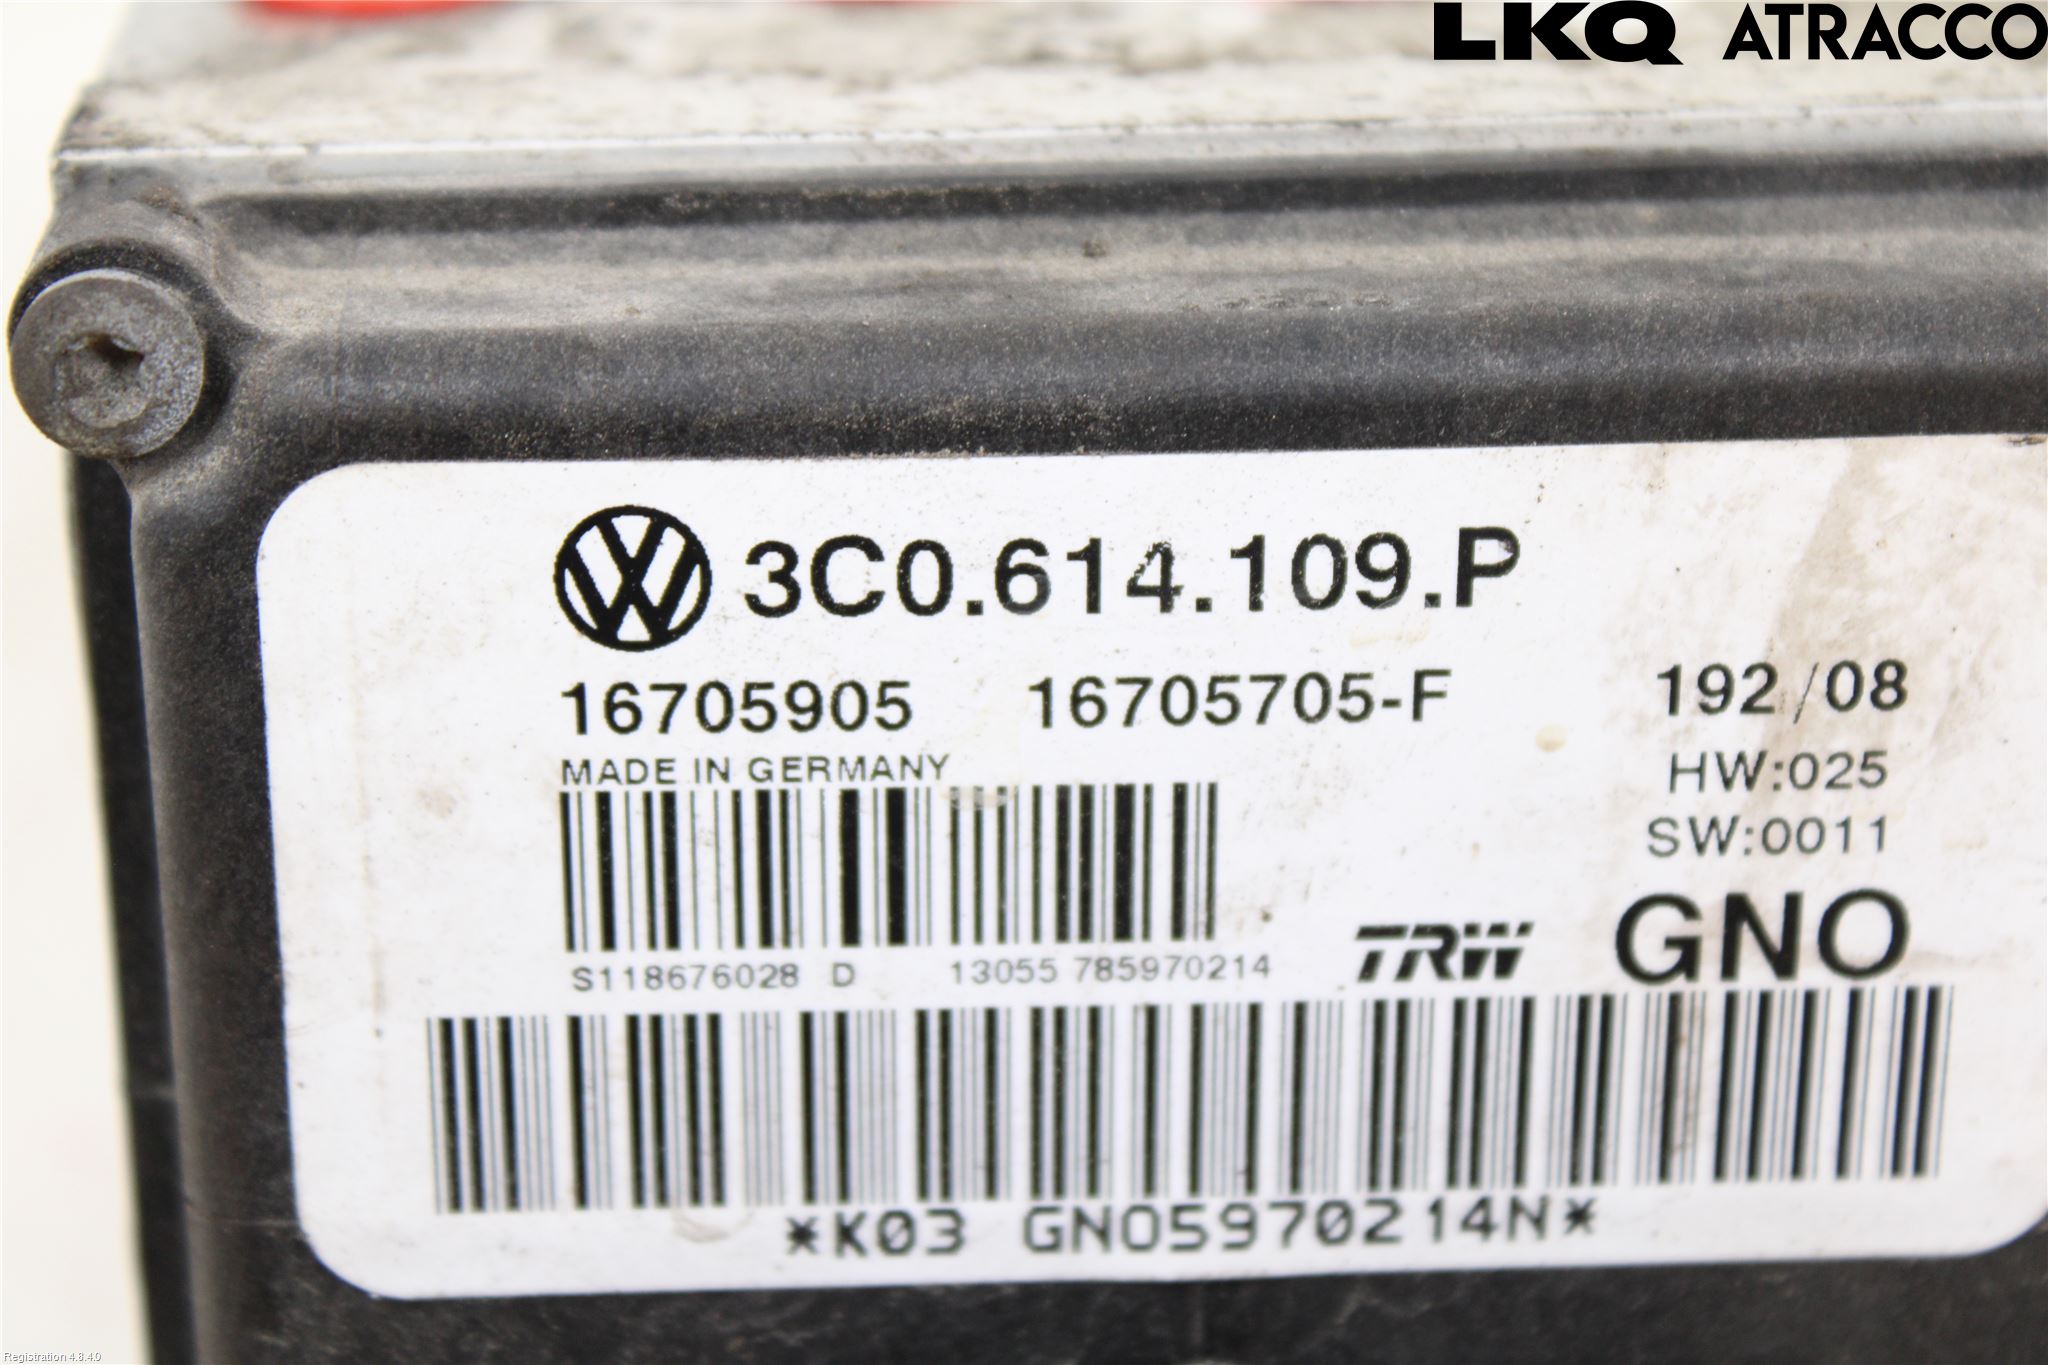 LKQ ATRACCO
3C0.614.109.P
16705905 16705705-F 192/08
MADE IN GERMANY HW:025
SW:0011
TRW GNO
S118676028 D 13055 785970214
*K03 GNO5970214N*
Registration 4.8.4.0